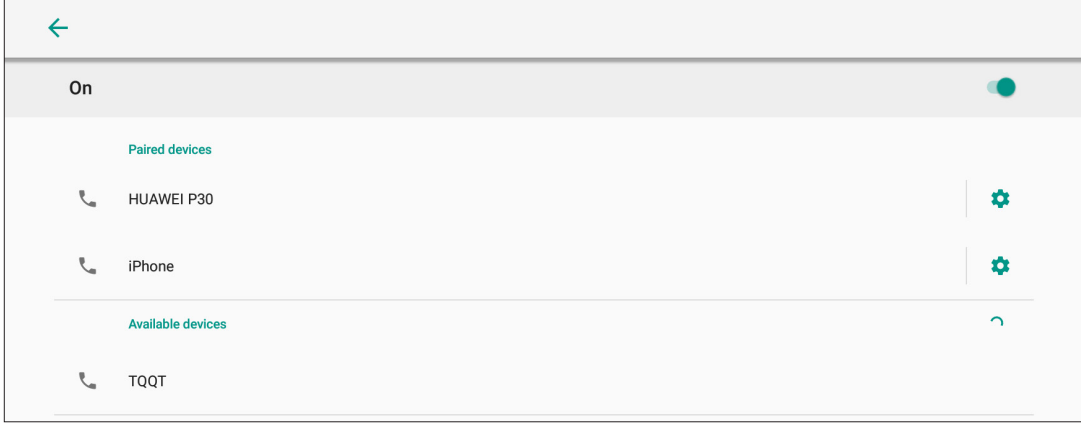 On
Paired devices
HUAWEI P30
iPhone
Available devices
TQQT